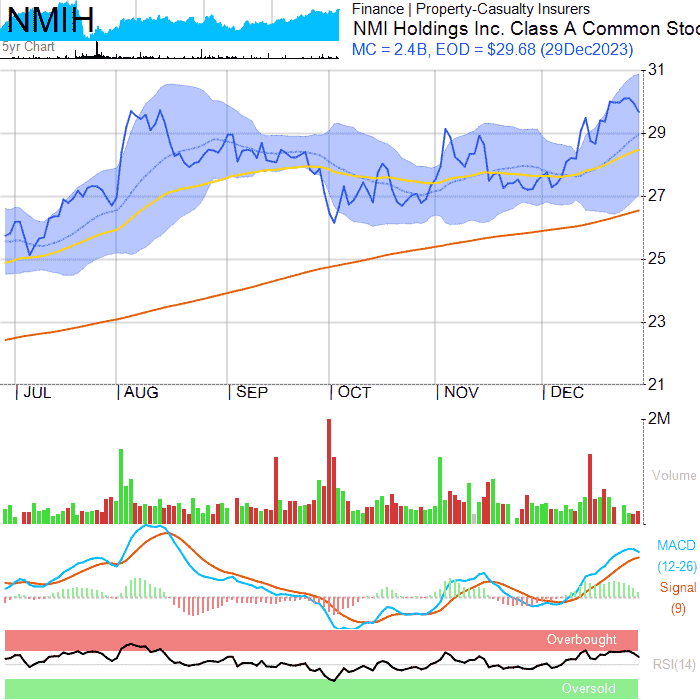 NMIH
5yr Chart
Finance | Property-Casualty Insurers
NMI Holdings Inc. Class A Common Stoc
MC = 2.4B, EOD = $29.68 (29Dec2023)
31
29
27
25
23
21
JUL AUG SEP OCT NOV DEC
2M
Volume
MACD
(12-26)
Signal
(9)
Overbought
RSI(14)
Oversold